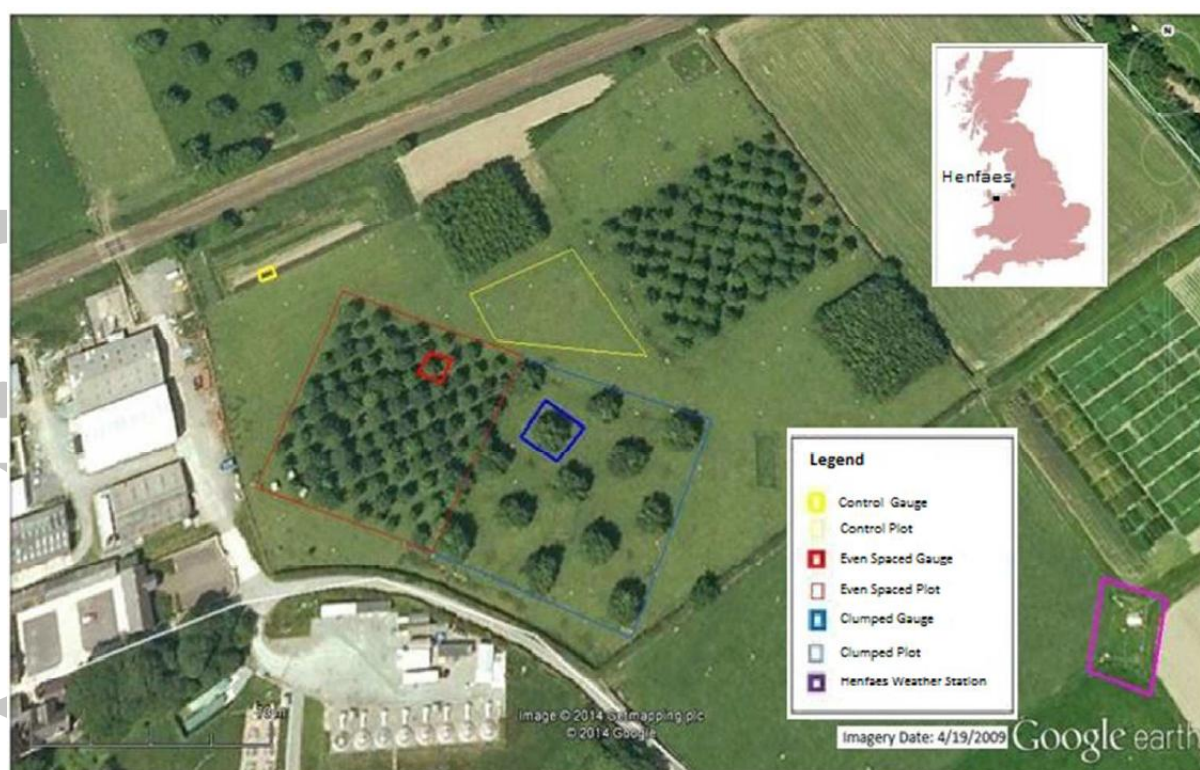 N
Henfaes
Legend
Control Gauge
Control Plot
Even Spaced Gauge
Even Spaced Plot
Clumped Gauge
Clumped Plot
Henfaes Weather Station
Image © 2014 Getmapping plc
© 2014 Google
Imagery Date: 4/19/2009
Google earth